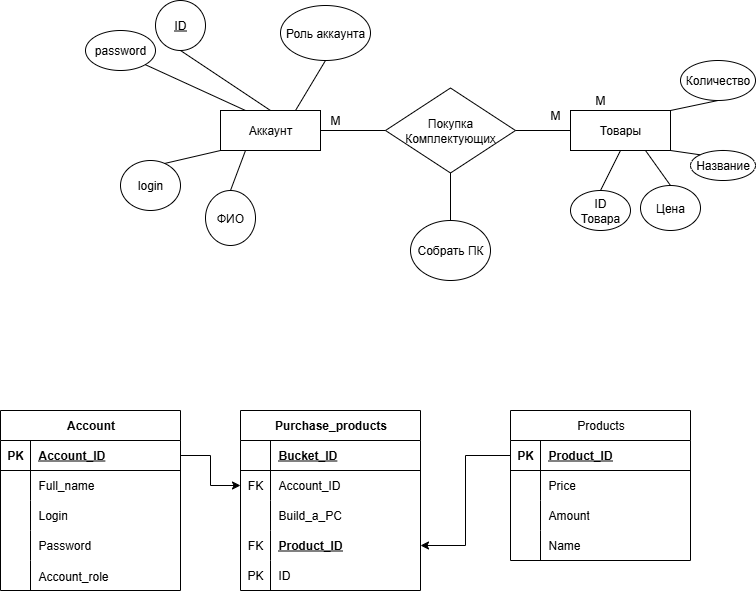 ID
Роль аккаунта
password
Количество
M
Аккаунт
M
Покупка
Комплектующих
M
Товары
Название
login
ФИО
ID
Товара
Цена
Собрать ПК
Account
PK Account_ID
Full_name
Login
Password
Account_role
Purchase_products
Bucket_ID
FK Account_ID
Build_a_PC
FK Product_ID
PK ID
Products
PK Product_ID
Price
Amount
Name